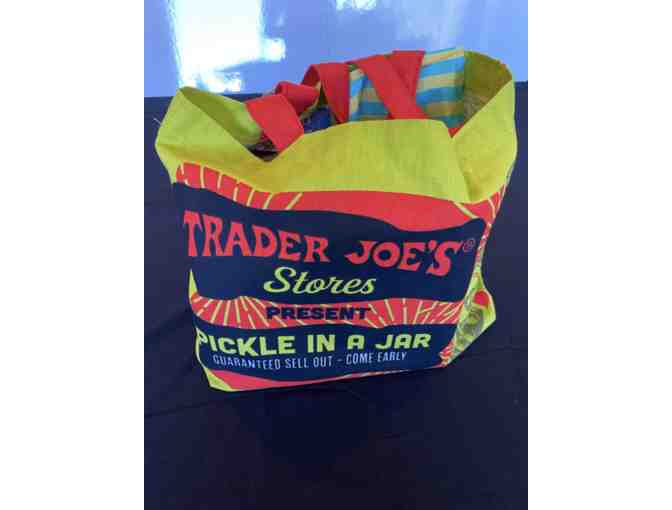 TRADER JOE'S®
Stores
PRESENT
PICKLE IN A JAR
GUARANTEED SELL OUT - COME EARLY